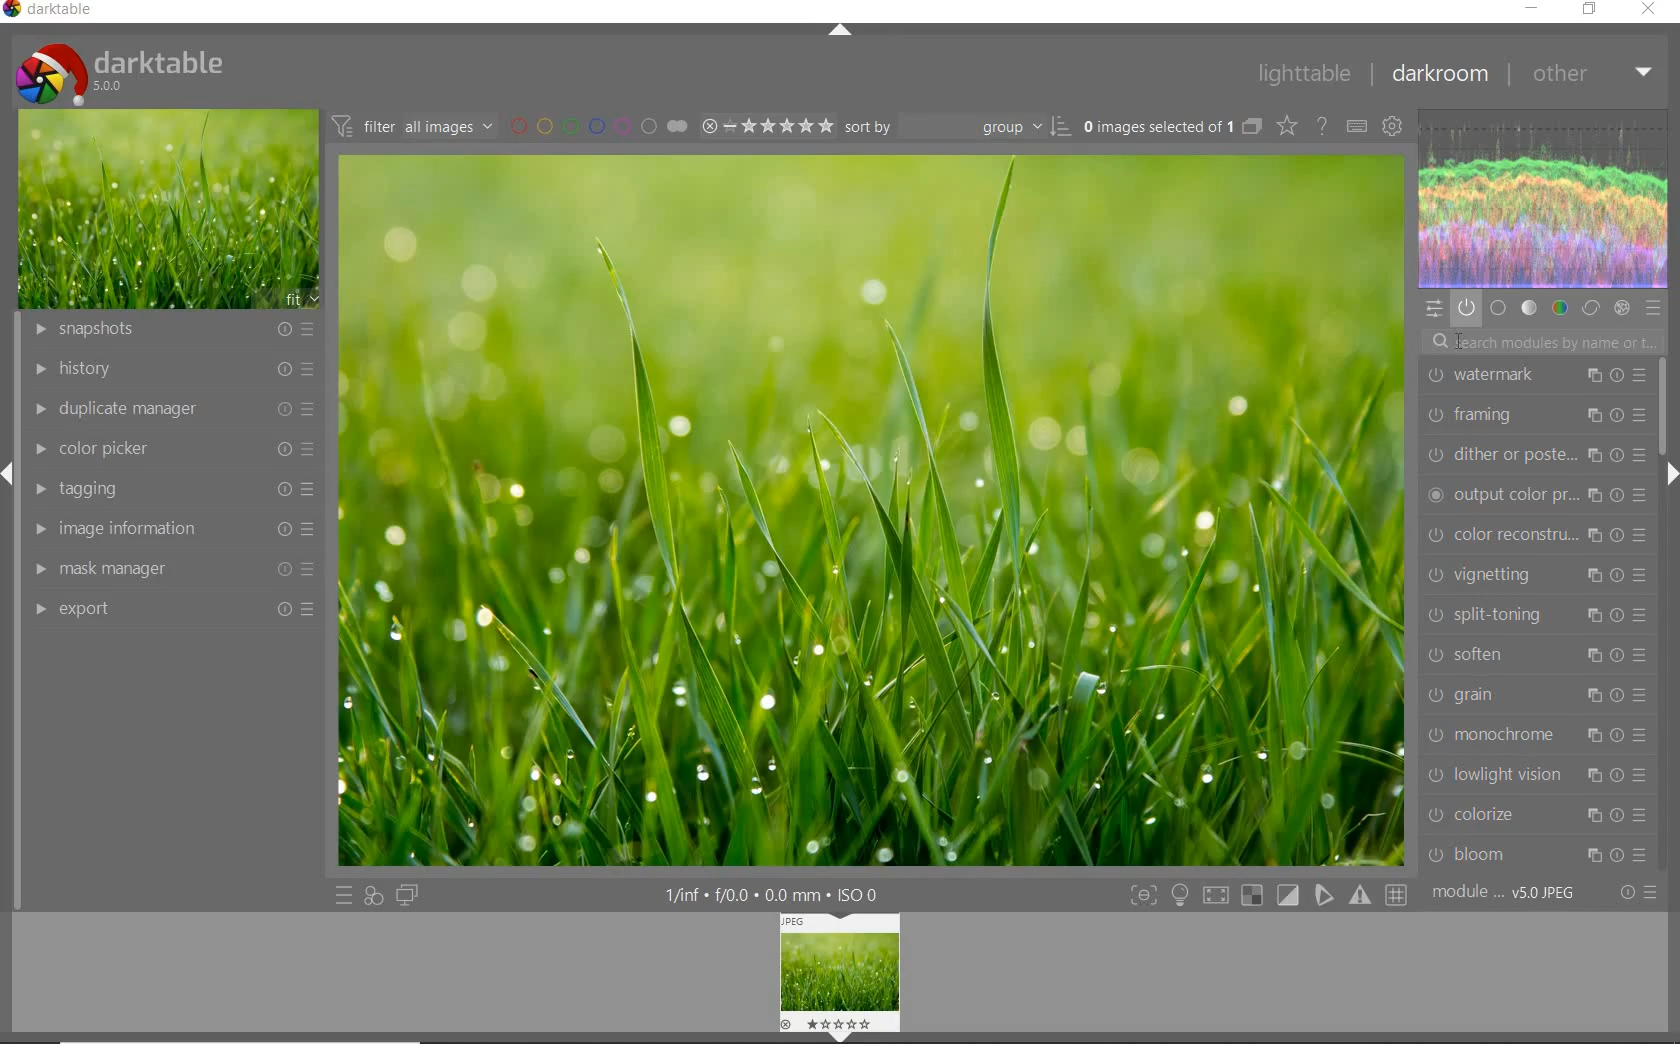 darktable
darktable
5.0.0
lighttable | darkroom | other
filter all images sort by group 0 images selected of 1 ?
fit
snapshots
history
duplicate manager
color picker
tagging
image information
mask manager
export
search modules by name or t...
watermark
framing
dither or poste...
output color pr...
color reconstru...
vignetting
split-toning
soften
grain
monochrome
lowlight vision
colorize
bloom
1/inf • f/0.0 • 0.0 mm • ISO 0
module ... v5.0 JPEG
JPEG